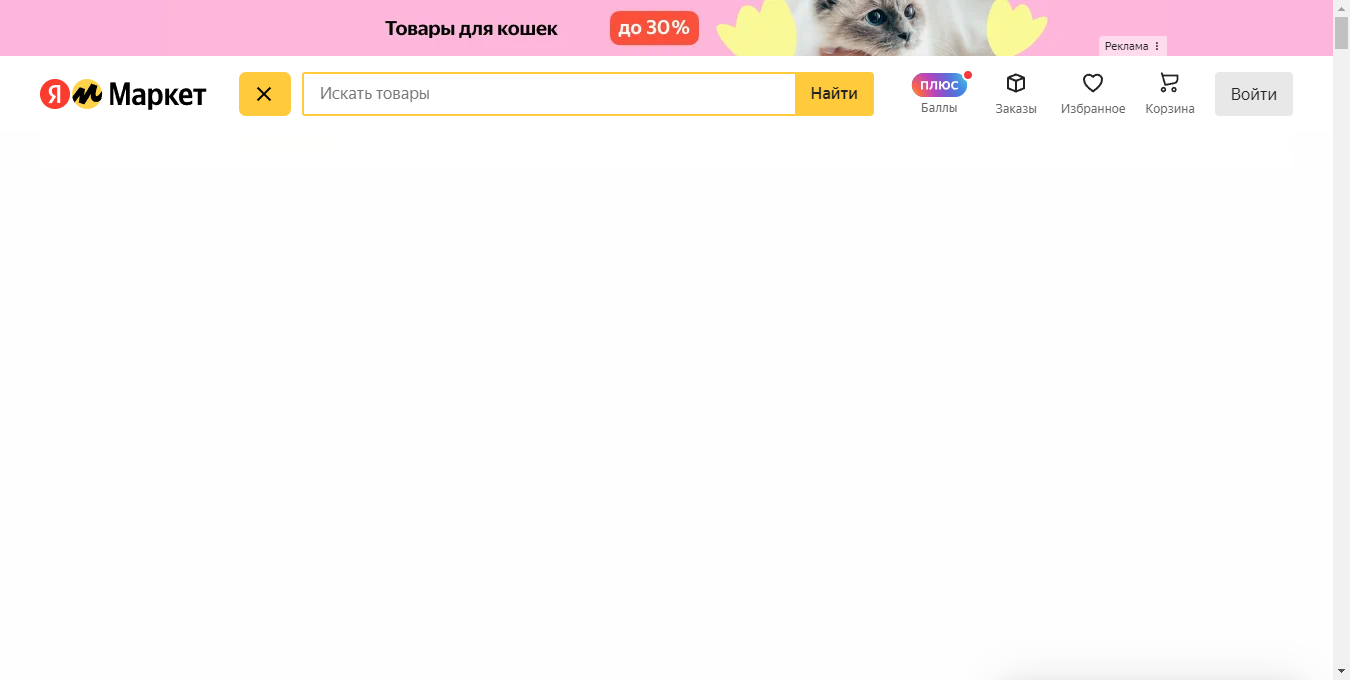 Товары для кошек до 30%
Реклама
Я Маркет
Искать товары
Найти
плюс
Баллы
Заказы
Избранное
Корзина
Войти